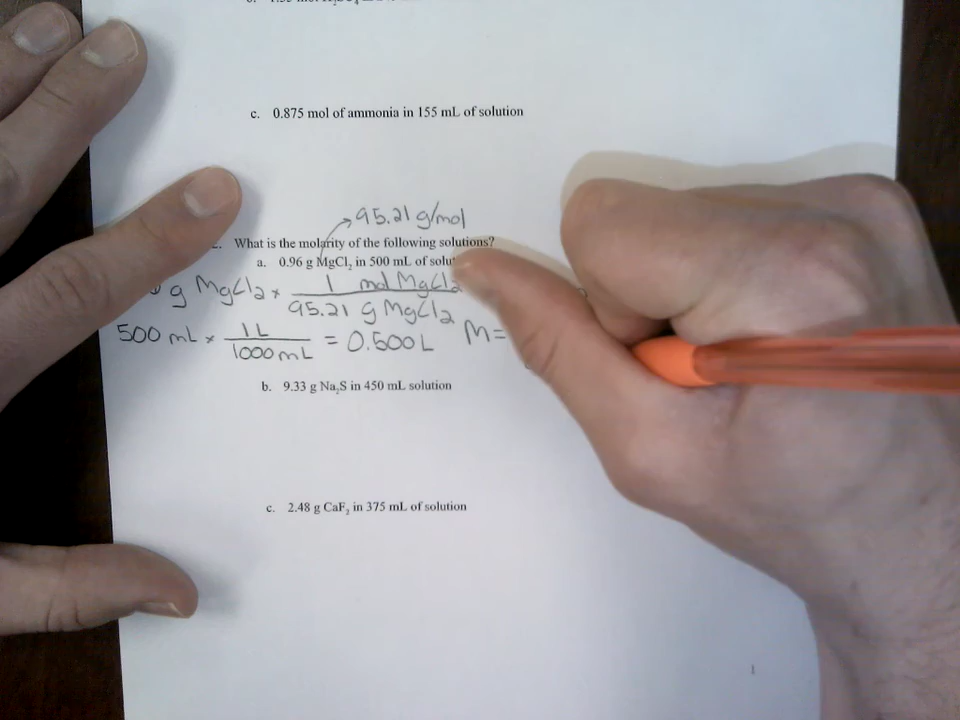 c. 0.875 mol of ammonia in 155 mL of solution
95.21 g/mol
What is the molarity of the following solutions?
a. 0.96 g MgCl₂ in 500 mL of
g MgCl₂ × 1 mol MgCl₂
95.21 g MgCl₂
500 mL × 1L = 0.500L M=
1000 mL
b. 9.33 g Na₂S in 450 mL solution
c. 2.48 g CaF₂ in 375 mL of solution
1